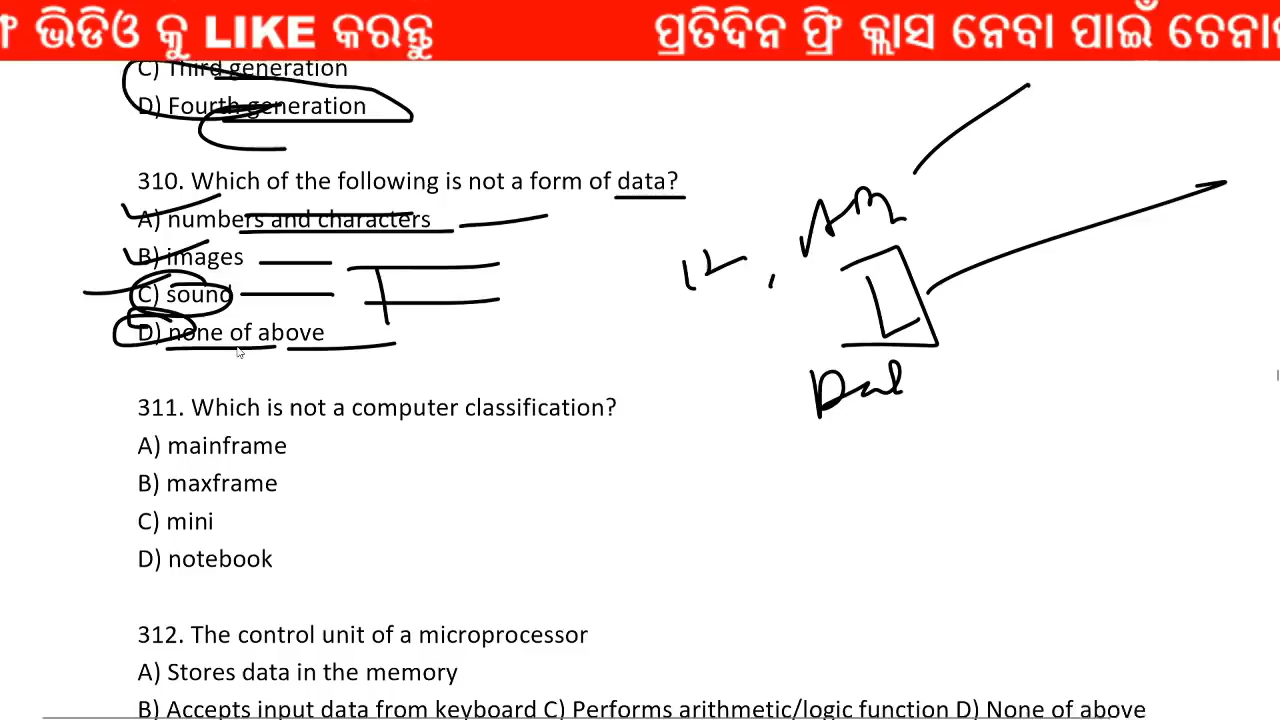 ଫ ଭିଡିଓ କୁ LIKE କରନ୍ତୁ ପ୍ରତିଦିନ ଫ୍ରି କ୍ଲାସ ନେବା ପାଇଁ ଚେନା
C) Third generation
D) Fourth generation
310. Which of the following is not a form of data?
A) numbers and characters
B) images
C) sound
D) none of above
311. Which is not a computer classification?
A) mainframe
B) maxframe
C) mini
D) notebook
312. The control unit of a microprocessor
A) Stores data in the memory
B) Accepts input data from keyboard C) Performs arithmetic/logic function D) None of above